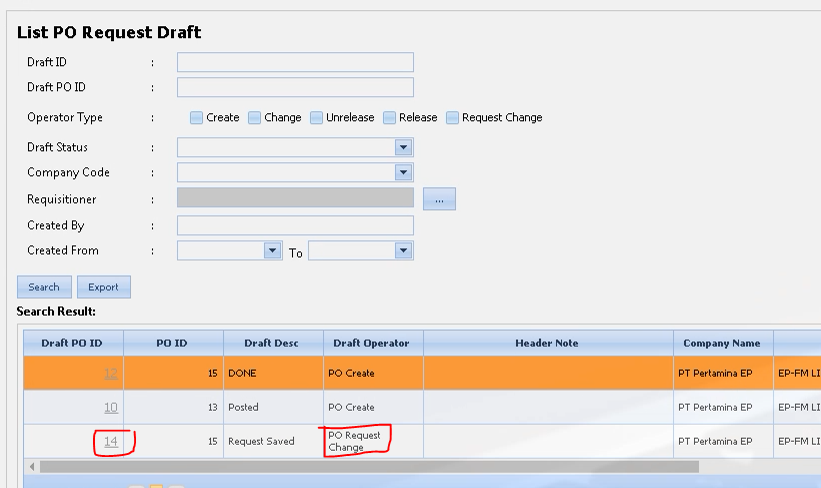 List PO Request Draft
Draft ID :
Draft PO ID :
Operator Type : Create Change Unrelease Release Request Change
Draft Status :
Company Code :
Requisitioner : ...
Created By :
Created From : To
Search Export
Search Result:
Draft PO ID PO ID Draft Desc Draft Operator Header Note Company Name
12 15 DONE PO Create PT Pertamina EP EP-FM LI
10 13 Posted PO Create PT Pertamina EP EP-FM LI
14 15 Request Saved PO Request Change PT Pertamina EP EP-FM LI